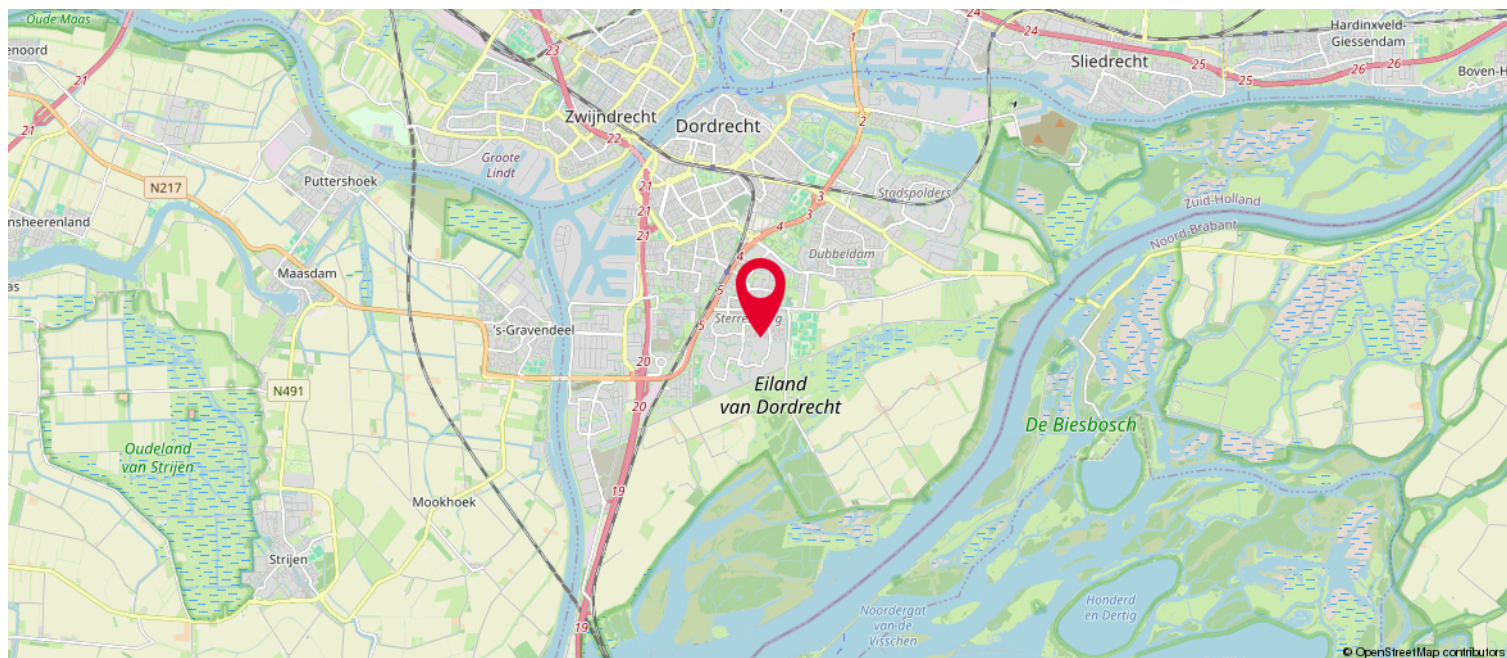 Oude Maas
24
24
Hardinxveld-
Giessendam
enoord
23
1
Sliedrecht
21
25
25
26
26
Boven-H
Zwijndrecht
Dordrecht
2
21
22
Groote
Lindt
N217
Puttershoek
21
Stadspolders
3
Zuid-Holland
nsheerenland
21
3
4
Noord-Brabant
21
4
Dubbeldam
Maasdam
as
5
's-Gravendeel
5
20
N491
20
Eiland
van Dordrecht
De Biesbosch
Oudeland
van Strijen
19
Mookhoek
Strijen
Noordergat
van de
Visschen
Honderd
en Dertig
19
© OpenStreetMap contributors